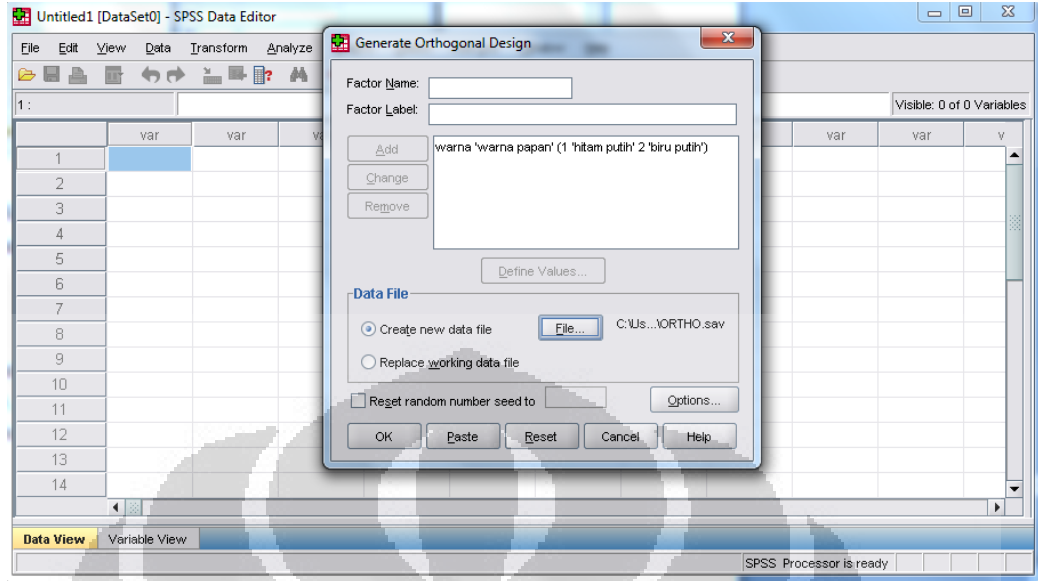 Untitled1 [DataSet0] - SPSS Data Editor
File Edit View Data Transform Analyze
1 :
Visible: 0 of 0 Variables
var var va var var v
1
2
3
4
5
6
7
8
9
10
11
12
13
14
Data View Variable View
SPSS Processor is ready
Generate Orthogonal Design
Factor Name:
Factor Label:
Add
Change
Remove
warna 'warna papan' (1 'hitam putih' 2 'biru putih')
Define Values...
Data File
Create new data file File... C:\Us...\ORTHO.sav
Replace working data file
Reset random number seed to Options...
OK Paste Reset Cancel Help